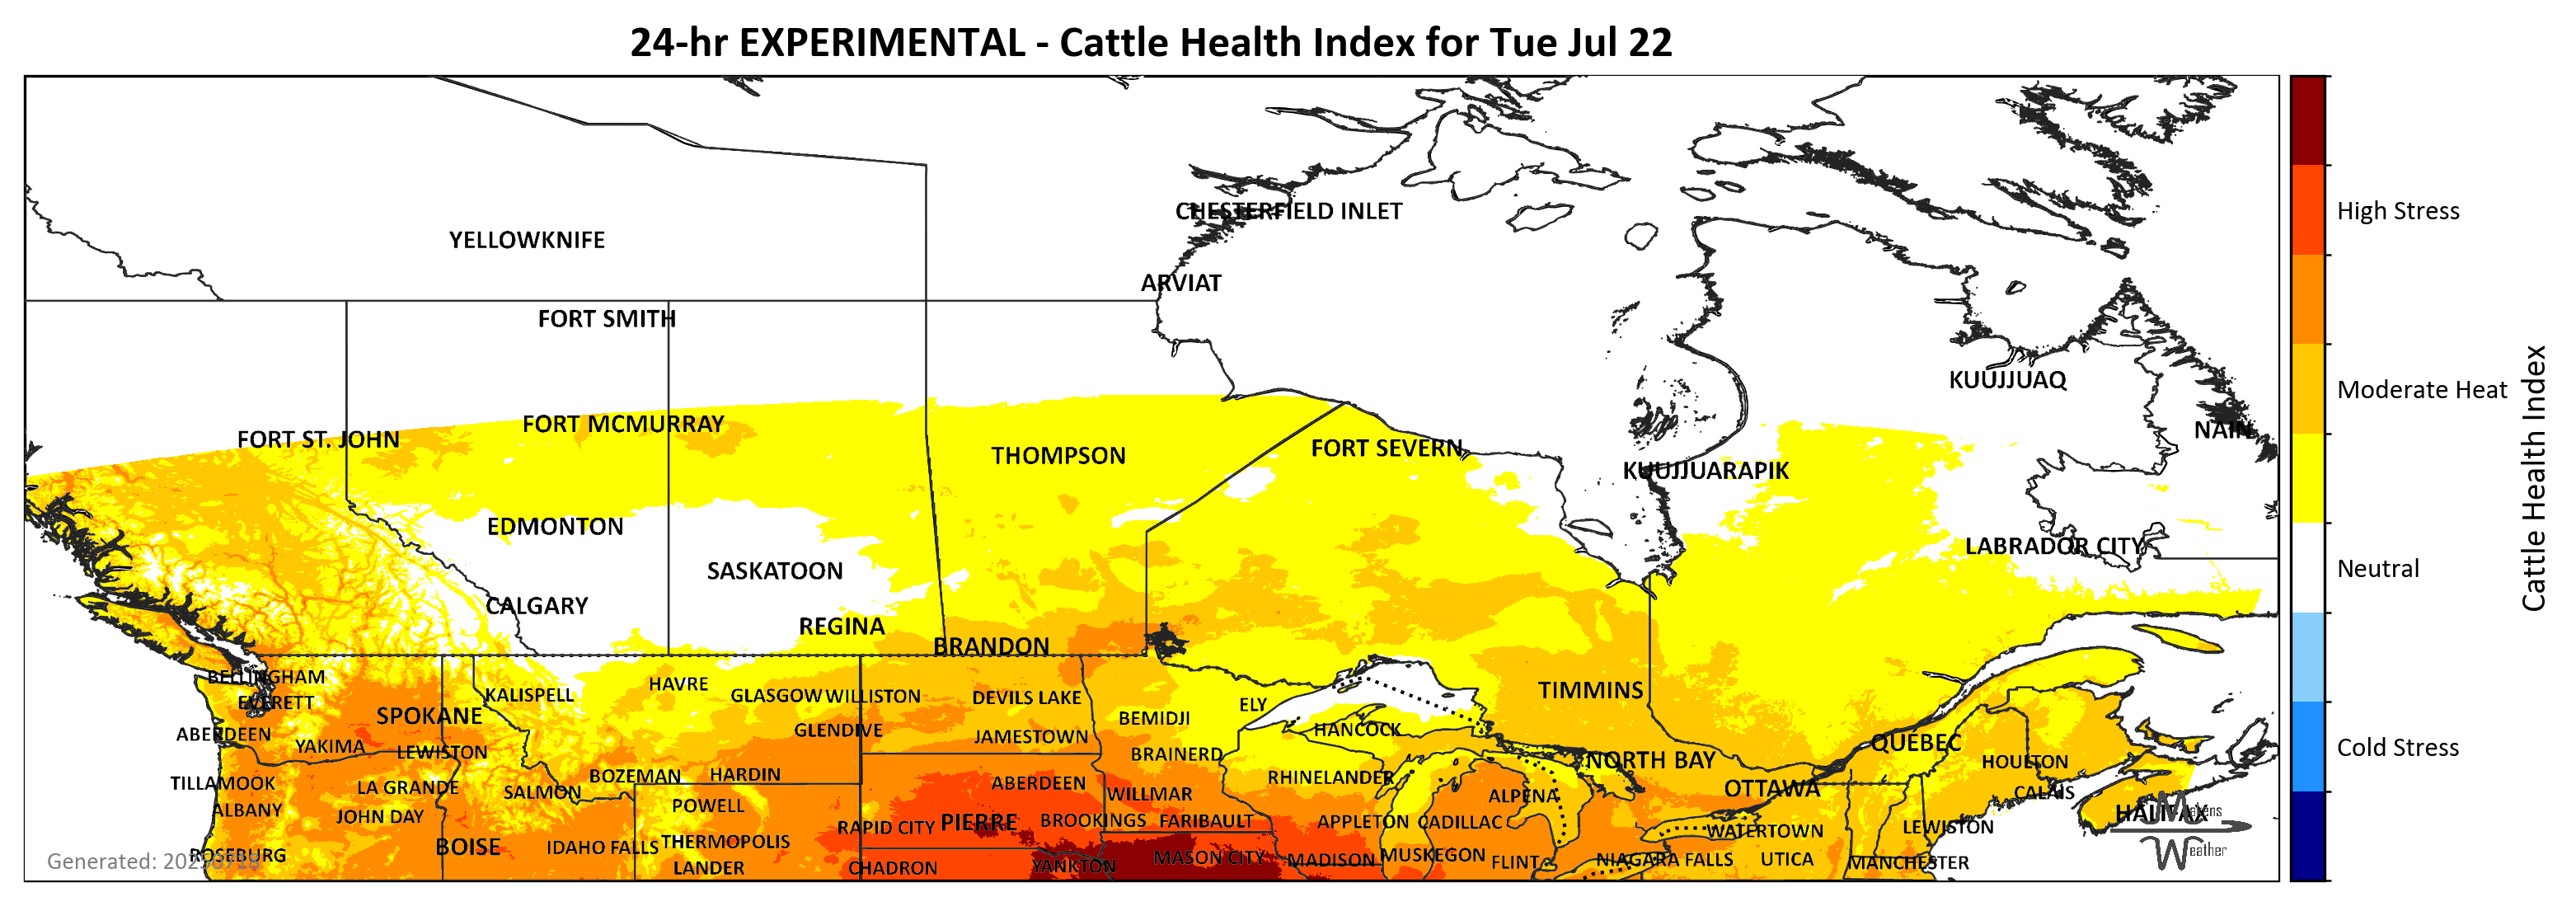 24-hr EXPERIMENTAL - Cattle Health Index for Tue Jul 22
CHESTERFIELD INLET
YELLOWKNIFE
ARVIAT
FORT SMITH
KUUJJUAQ
FORT MCMURRAY
NAIN
FORT ST. JOHN
FORT SEVERN
THOMPSON
KUUJJUARAPIK
EDMONTON
LABRADOR CITY
SASKATOON
CALGARY
REGINA
BRANDON
BELLINGHAM
HAVRE
KALISPELL
GLASGOW WILLISTON
DEVILS LAKE
TIMMINS
EVERETT
ELY
SPOKANE
BEMIDJI
GLENDIVE
HANCOCK
ABERDEEN
JAMESTOWN
QUEBEC
YAKIMA
LEWISTON
BRAINERD
NORTH BAY
HOULTON
BOZEMAN
HARDIN
RHINELANDER
TILLAMOOK
LA GRANDE
SALMON
ABERDEEN
OTTAWA
CALAIS
WILLMAR
ALPENA
POWELL
ALBANY
JOHN DAY
HALIFAX
Makens
RAPID CITY
PIERRE
BROOKINGS
FARIBAULT
APPLETON
CADILLAC
WATERTOWN
LEWISTON
BOISE
IDAHO FALLS
THERMOPOLIS
Weather
ROSEBURG
MASON CITY
MADISON
MUSKEGON
FLINT
NIAGARA FALLS
UTICA
MANCHESTER
LANDER
CHADRON
YANKTON
Generated:
High Stress
Moderate Heat
Neutral
Cold Stress
Cattle Health Index